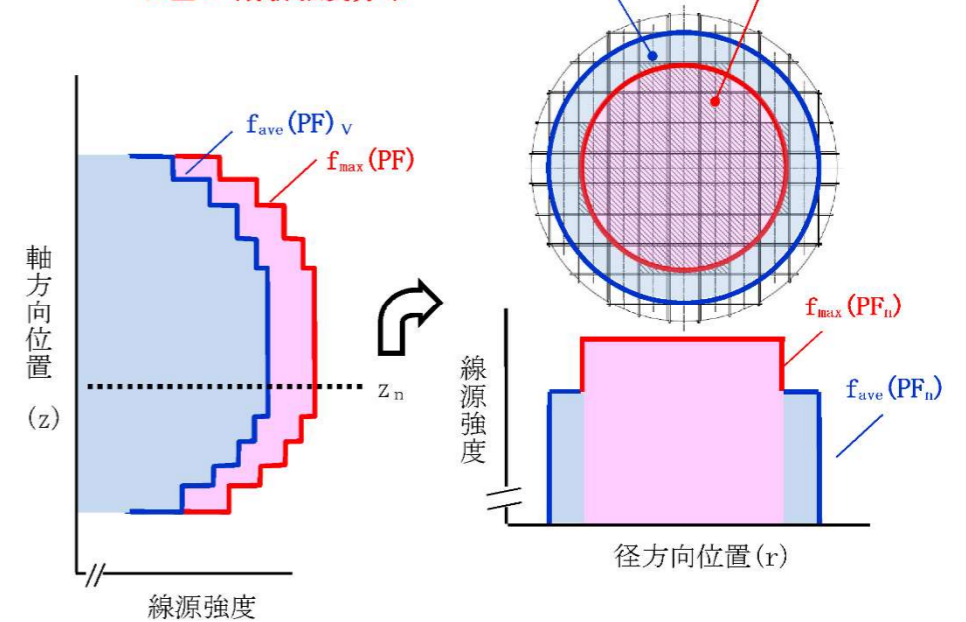 f_ave(PF)_V
f_max(PF)
軸方向位置
(z)
z_n
線源強度
f_max(PF_n)
f_ave(PF_n)
線源強度
径方向位置(r)